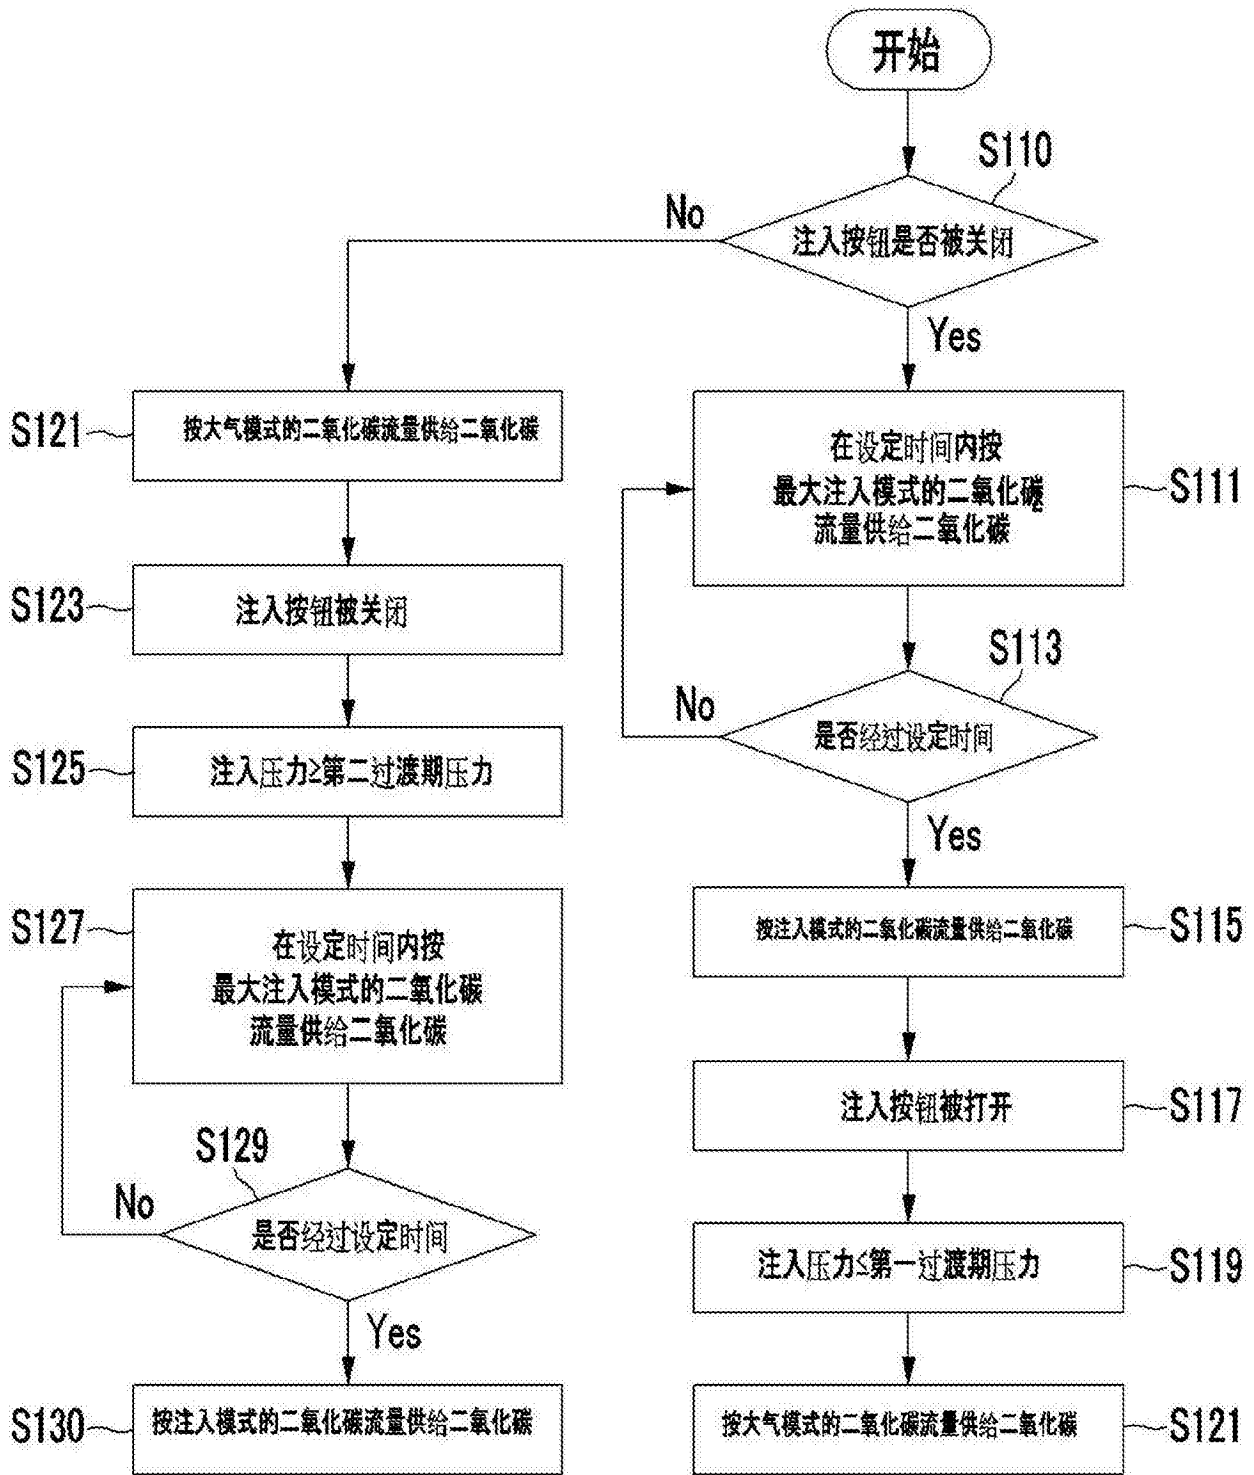 开始
S110
No
注入按钮是否被关闭
Yes
S121
按大气模式的二氧化碳流量供给二氧化碳
在设定时间内按
最大注入模式的二氧化碳
流量供给二氧化碳
S111
S123
注入按钮被关闭
S113
No
是否经过设定时间
S125
注入压力≥第二过渡期压力
Yes
S127
在设定时间内按
最大注入模式的二氧化碳
流量供给二氧化碳
按注入模式的二氧化碳流量供给二氧化碳
S115
注入按钮被打开
S117
S129
No
是否经过设定时间
注入压力≤第一过渡期压力
S119
Yes
S130
按注入模式的二氧化碳流量供给二氧化碳
按大气模式的二氧化碳流量供给二氧化碳
S121